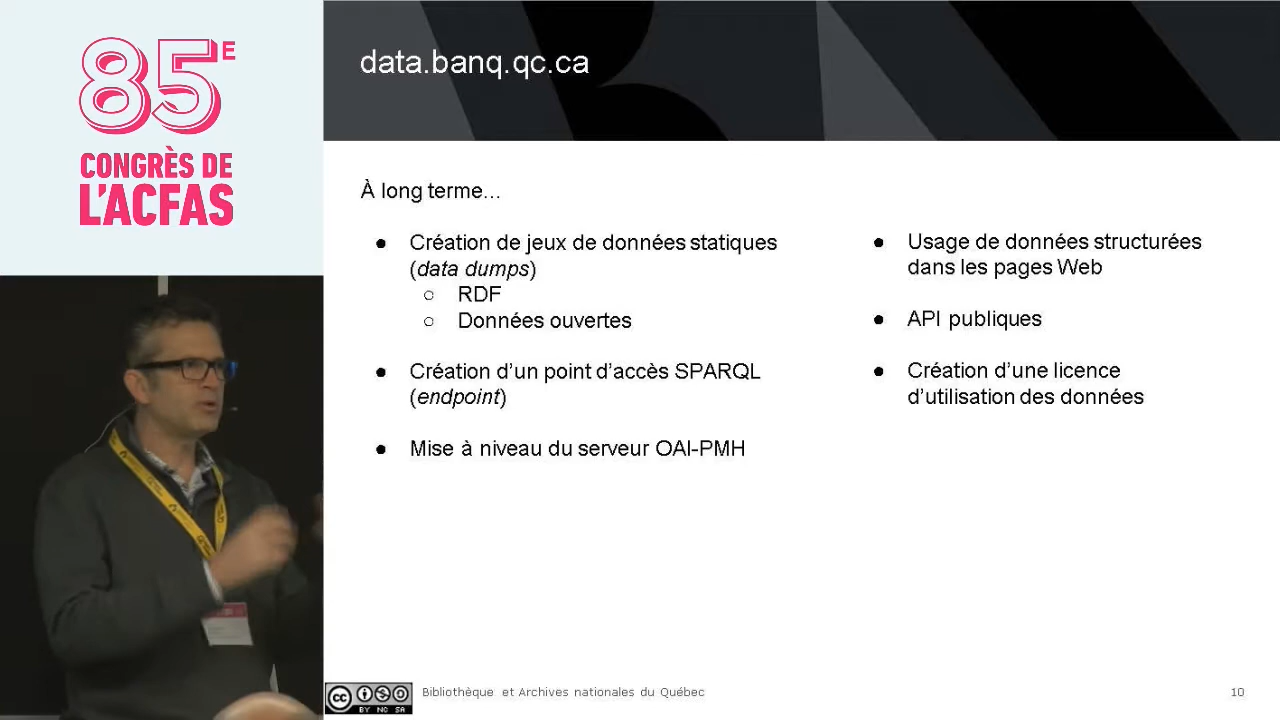 85E
CONGRÈS DE
L'ACFAS
data.banq.qc.ca
À long terme...
● Création de jeux de données statiques
(data dumps)
○ RDF
○ Données ouvertes
● Création d'un point d'accès SPARQL
(endpoint)
● Mise à niveau du serveur OAI-PMH
● Usage de données structurées
dans les pages Web
● API publiques
● Création d'une licence
d'utilisation des données
cc
BY NC SA
Bibliothèque et Archives nationales du Québec
10